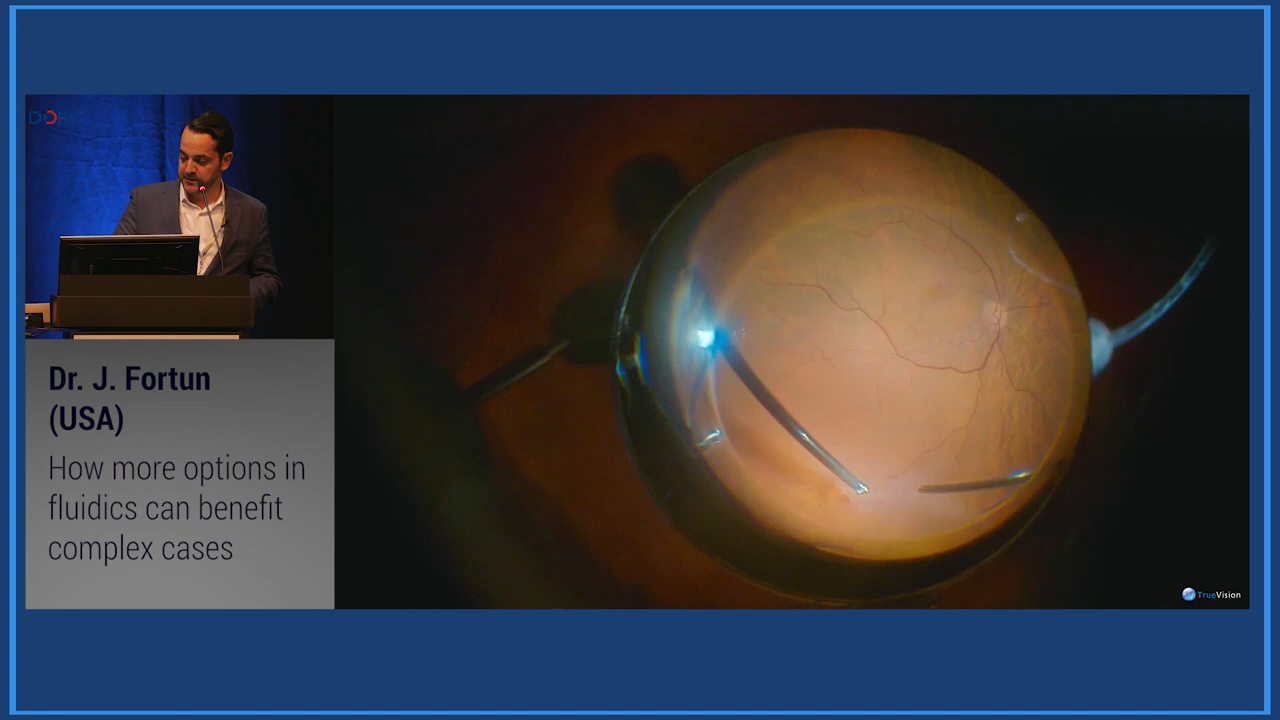 Dr. J. Fortun
(USA)
How more options in
fluidics can benefit
complex cases
TrueVision